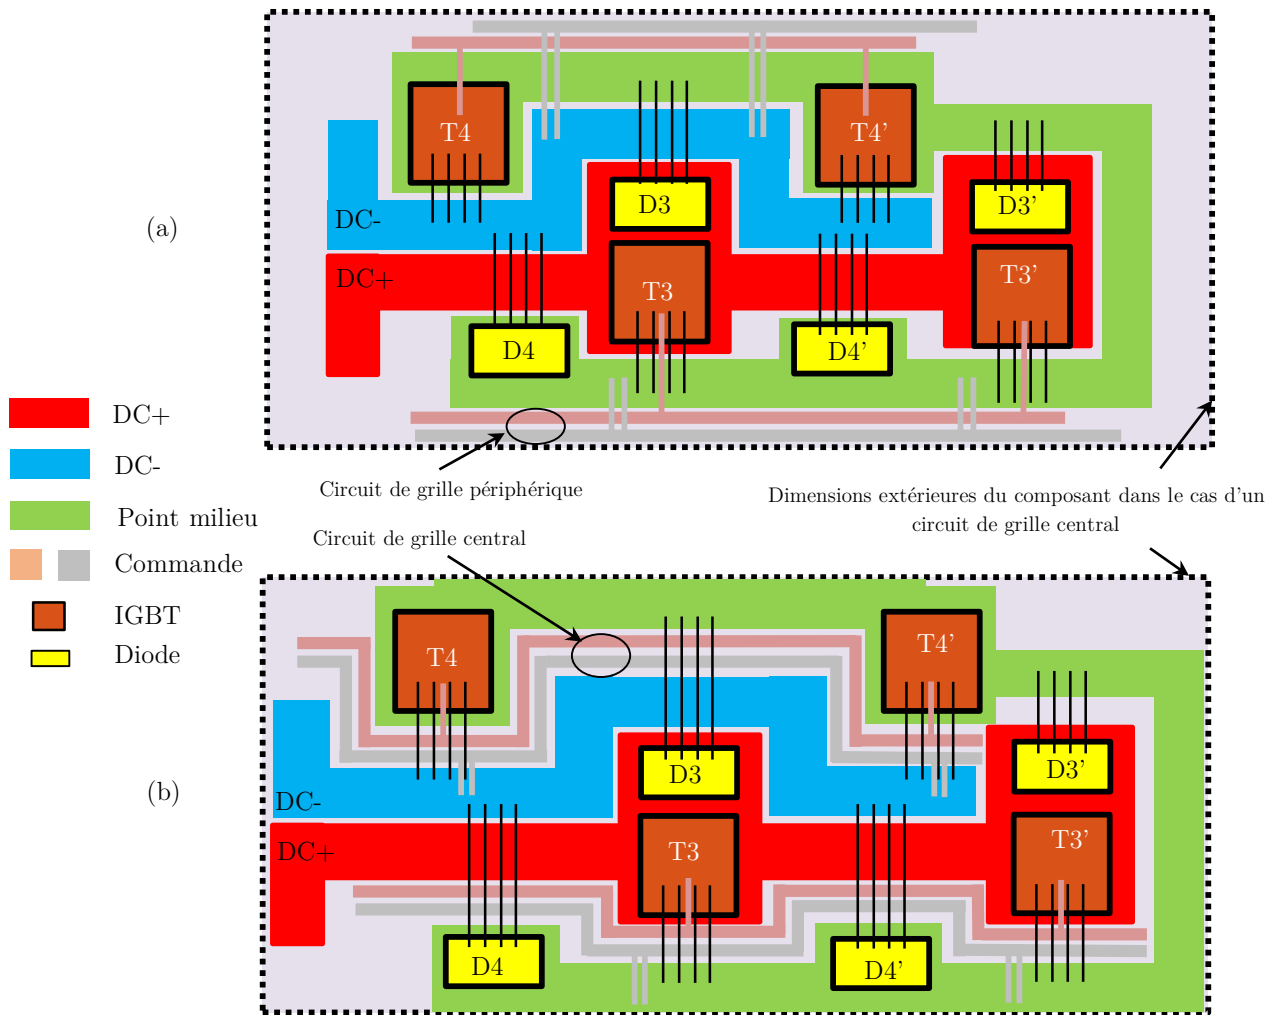 T4
T4’
D3
D3’
DC-
(a)
DC+
T3
T3’
D4
D4’
DC+
DC-
Point milieu
Commande
IGBT
Diode
Circuit de grille périphérique
Dimensions extérieures du composant dans le cas d'un
circuit de grille central
Circuit de grille central
T4
T4’
D3
D3’
(b)
DC-
DC+
T3
T3’
D4
D4’